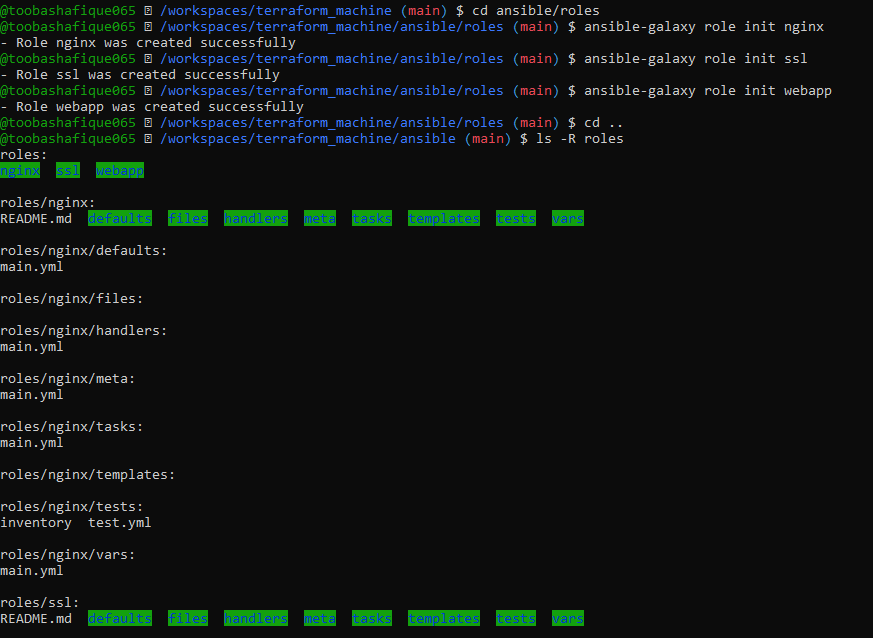 @toobashafique065 /workspaces/terraform_machine (main) $ cd ansible/roles
@toobashafique065 /workspaces/terraform_machine/ansible/roles (main) $ ansible-galaxy role init nginx
- Role nginx was created successfully
@toobashafique065 /workspaces/terraform_machine/ansible/roles (main) $ ansible-galaxy role init ssl
- Role ssl was created successfully
@toobashafique065 /workspaces/terraform_machine/ansible/roles (main) $ ansible-galaxy role init webapp
- Role webapp was created successfully
@toobashafique065 /workspaces/terraform_machine/ansible/roles (main) $ cd ..
@toobashafique065 /workspaces/terraform_machine/ansible (main) $ ls -R roles
roles:
nginx  ssl  webapp
roles/nginx:
README.md  defaults  files  handlers  meta  tasks  templates  tests  vars
roles/nginx/defaults:
main.yml
roles/nginx/files:
roles/nginx/handlers:
main.yml
roles/nginx/meta:
main.yml
roles/nginx/tasks:
main.yml
roles/nginx/templates:
roles/nginx/tests:
inventory  test.yml
roles/nginx/vars:
main.yml
roles/ssl:
README.md  defaults  files  handlers  meta  tasks  templates  tests  vars